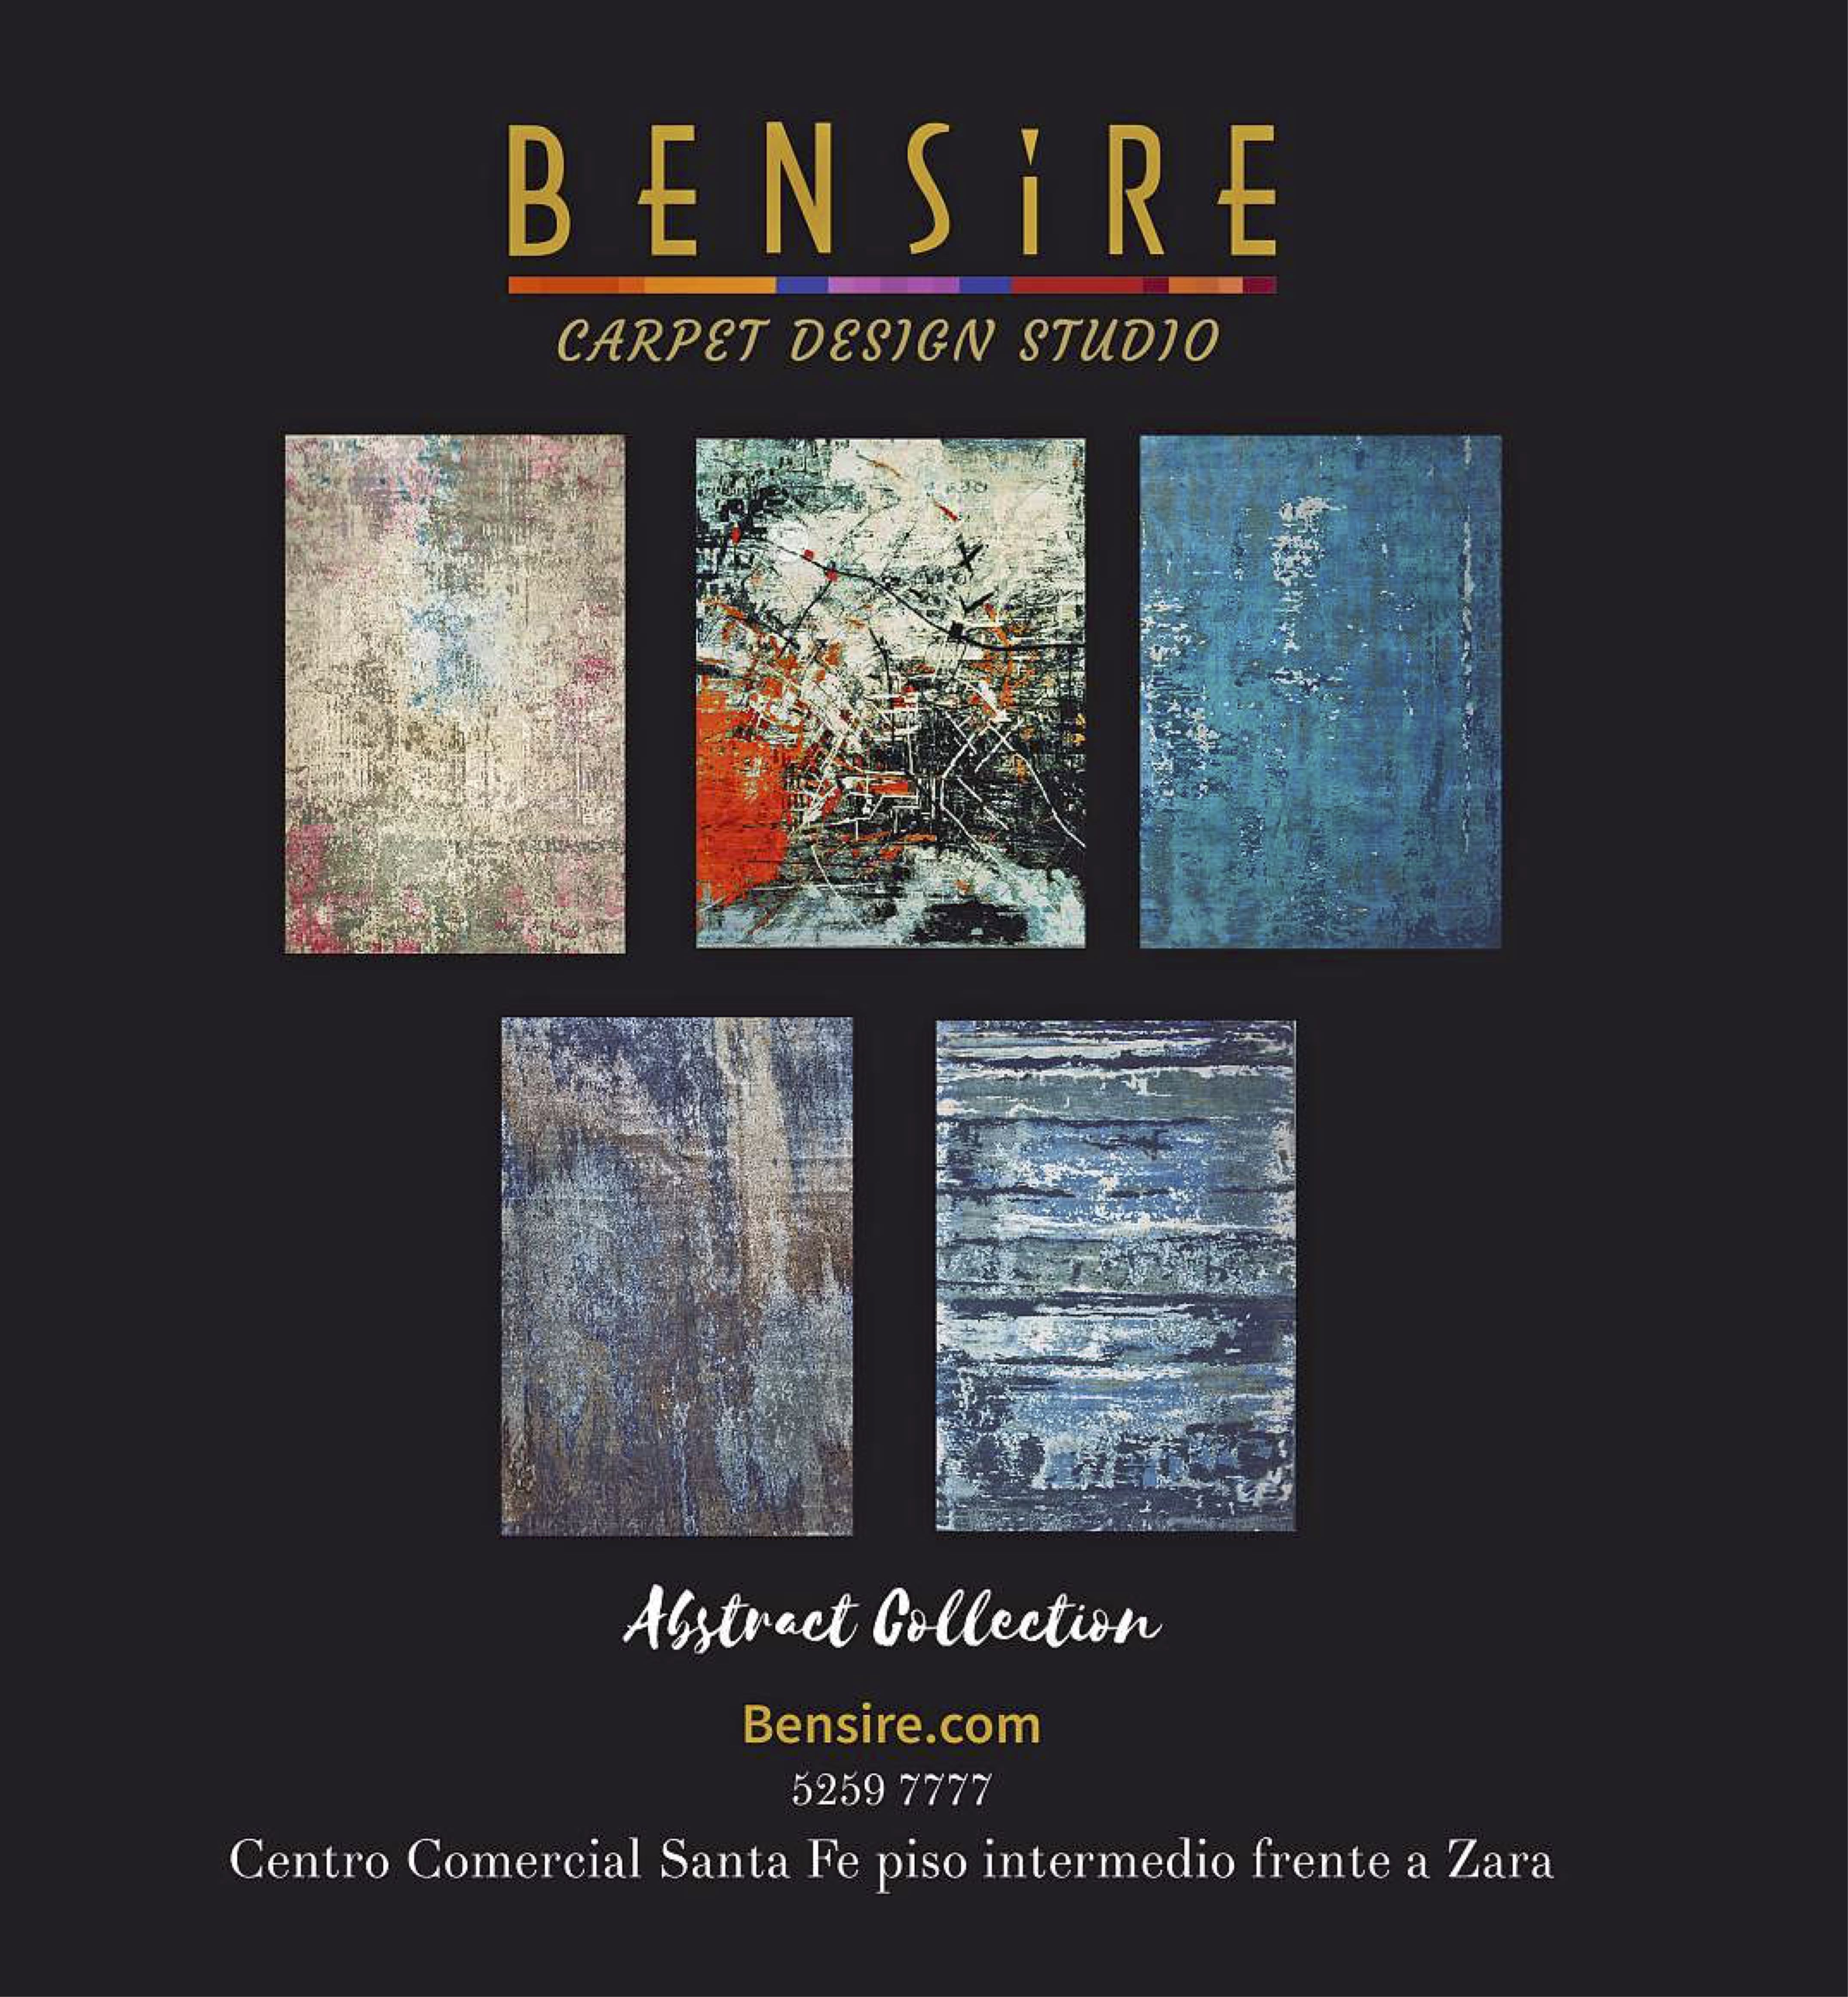 BENSiRE
CARPET DESIGN STUDIO
Abstract Collection
Bensire.com
5259 7777
Centro Comercial Santa Fe piso intermedio frente a Zara